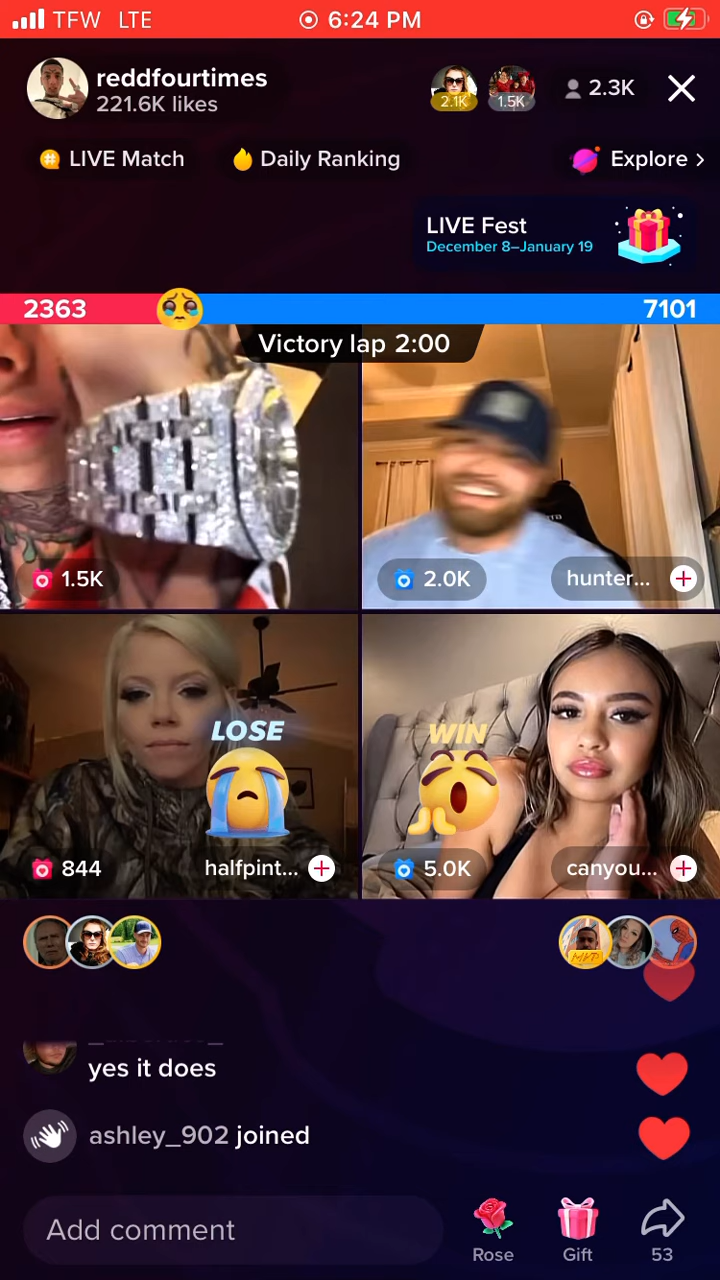 TFW LTE 6:24 PM
reddfourtimes
221.6K likes
2.1K
1.5K
2.3K
LIVE Match
Daily Ranking
Explore >
LIVE Fest
December 8–January 19
2363
7101
Victory lap 2:00
1.5K
2.0K
hunter...
LOSE
WIN
844
halfpint...
5.0K
canyou...
MVP
yes it does
ashley_902 joined
Add comment
Rose
Gift
53